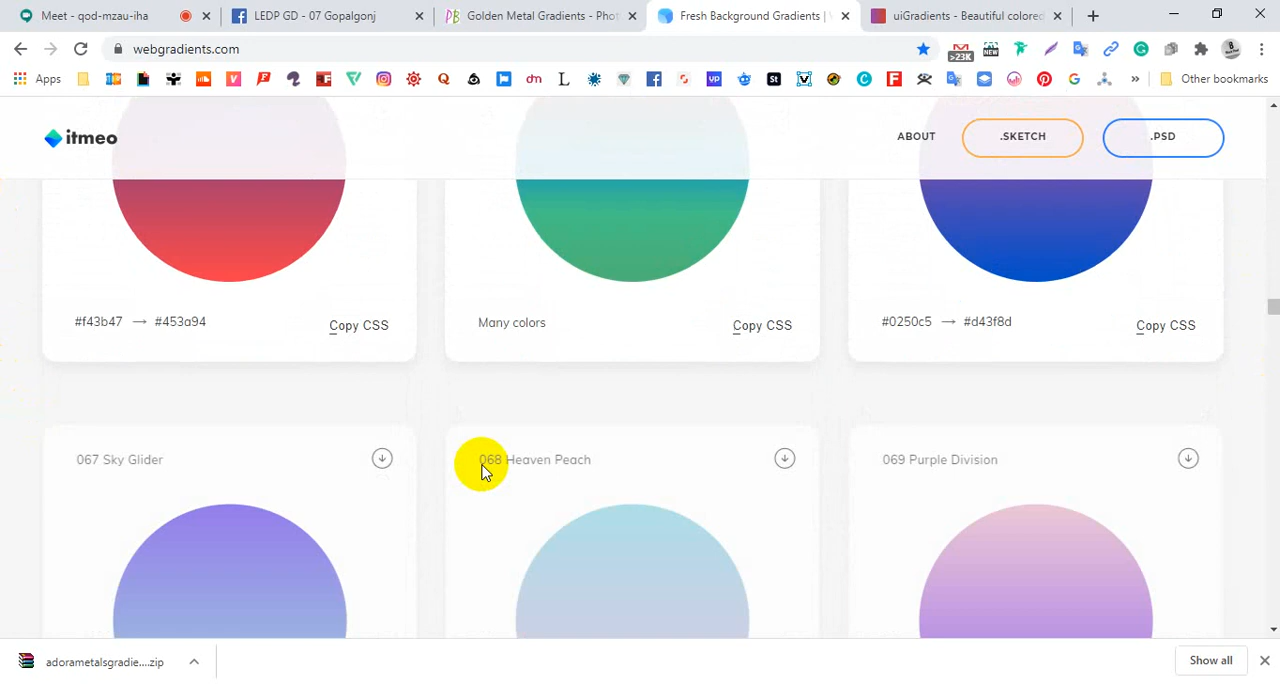 Meet - qod-mzau-iha
LEDP GD - 07 Gopalgonj
Golden Metal Gradients - Phot
Fresh Background Gradients |
uiGradients - Beautiful colored
webgradients.com
>23K
NEW
Apps
Other bookmarks
itmeo
ABOUT
.SKETCH
.PSD
#f43b47 → #453a94
Copy CSS
Many colors
Copy CSS
#0250c5 → #d43f8d
Copy CSS
067 Sky Glider
068 Heaven Peach
069 Purple Division
adorametalsgradie....zip
Show all